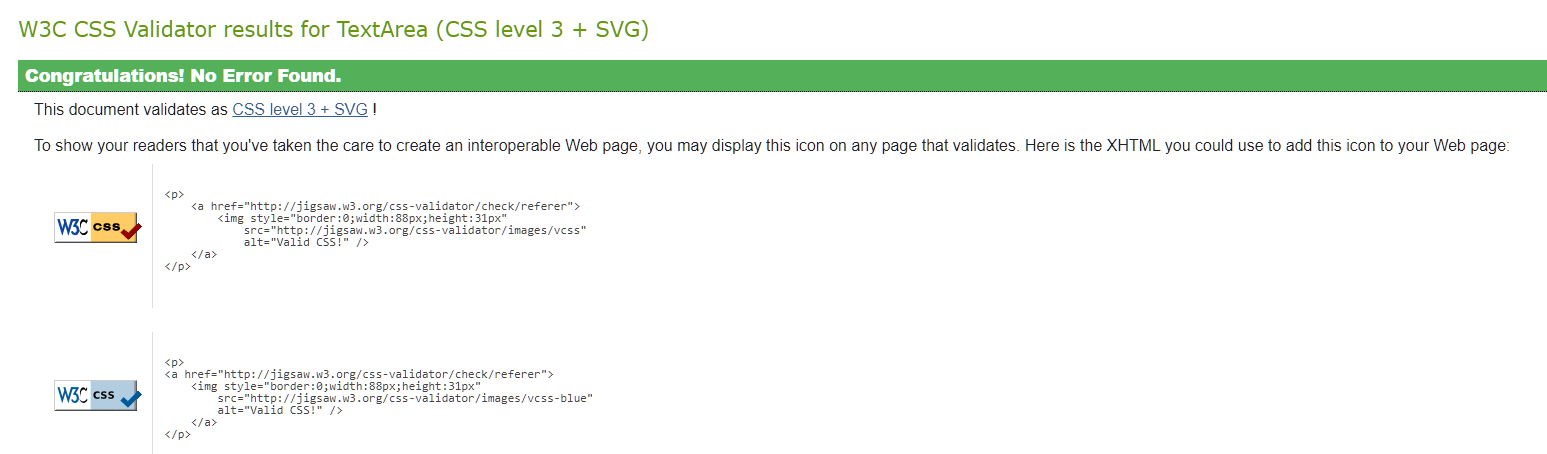 W3C CSS Validator results for TextArea (CSS level 3 + SVG)
Congratulations! No Error Found.
This document validates as CSS level 3 + SVG !
To show your readers that you've taken the care to create an interoperable Web page, you may display this icon on any page that validates. Here is the XHTML you could use to add this icon to your Web page:
W3C css
<p>
<a href="http://jigsaw.w3.org/css-validator/check/referer">
<img style="border:0;width:88px;height:31px"
src="http://jigsaw.w3.org/css-validator/images/vcss"
alt="Valid CSS!" />
</a>
</p>
W3C css
<p>
<a href="http://jigsaw.w3.org/css-validator/check/referer">
<img style="border:0;width:88px;height:31px"
src="http://jigsaw.w3.org/css-validator/images/vcss-blue"
alt="Valid CSS!" />
</a>
</p>